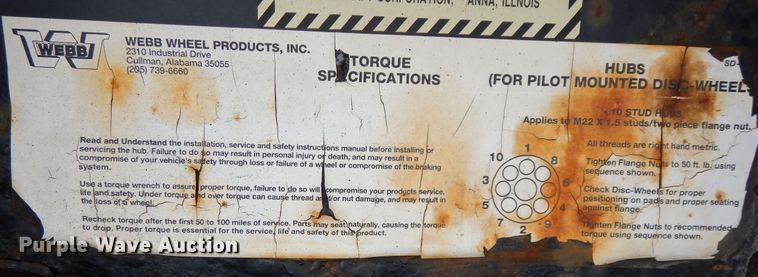 CORPORATION, ANNA, ILLINOIS
WEBB
WEBB WHEEL PRODUCTS, INC.
2310 Industrial Drive
Cullman, Alabama 35055
(205) 739-6660
TORQUE
SPECIFICATIONS
HUBS
(FOR PILOT MOUNTED DISC-WHEEL
SD-
10 STUD HUBS
Applies to M22 X 1.5 studs/two piece flange nut.
Read and Understand the installation, service and safety instructions manual before installing or
servicing the hub. Failure to do so may result in personal injury or death, and may result in a
compromise of your vehicle's safety through loss or failure of a wheel or compromise of the braking
system.
Use a torque wrench to assure proper torque, failure to do so will compromise your products service,
life and safety. Under torque and over torque can cause thread and/or nut damage, and may result in
the loss of a wheel.
Recheck torque after the first 50 to 100 miles of service. Parts may seat naturally, causing the torque
to drop. Proper torque is essential for the service, life and safety of this product.
10 1 8
3 6
5 4
7 2 9
All threads are right hand metric.
Tighten Flange Nuts to 50 ft. lb. using
sequence shown.
Check Disc-Wheels for proper
positioning on pads and proper seating
against flange.
Tighten Flange Nuts to recommended
torque using sequence shown.
Purple Wave Auction